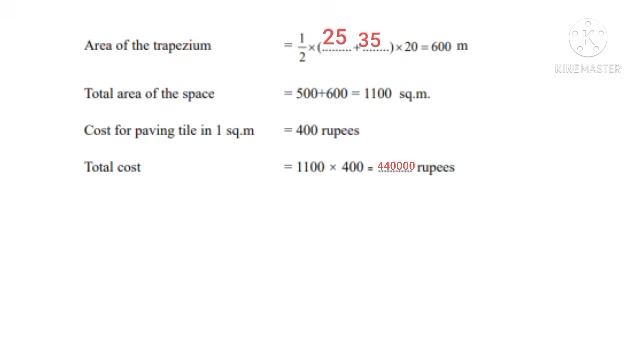 Area of the trapezium = 1/2 × (25 + 35) × 20 = 600 m
Total area of the space = 500+600 = 1100 sq.m.
Cost for paving tile in 1 sq.m = 400 rupees
Total cost = 1100 × 400 = 440000 rupees
K
KINEMASTER